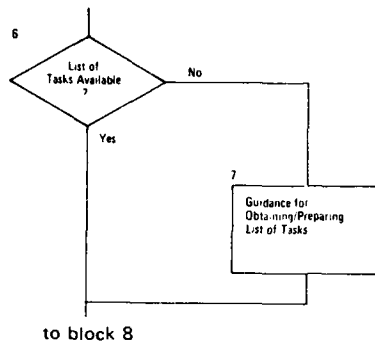 6
List of
Tasks Available
?
No
Yes
7
Guidance for
Obtaining/Preparing
List of Tasks
to block 8